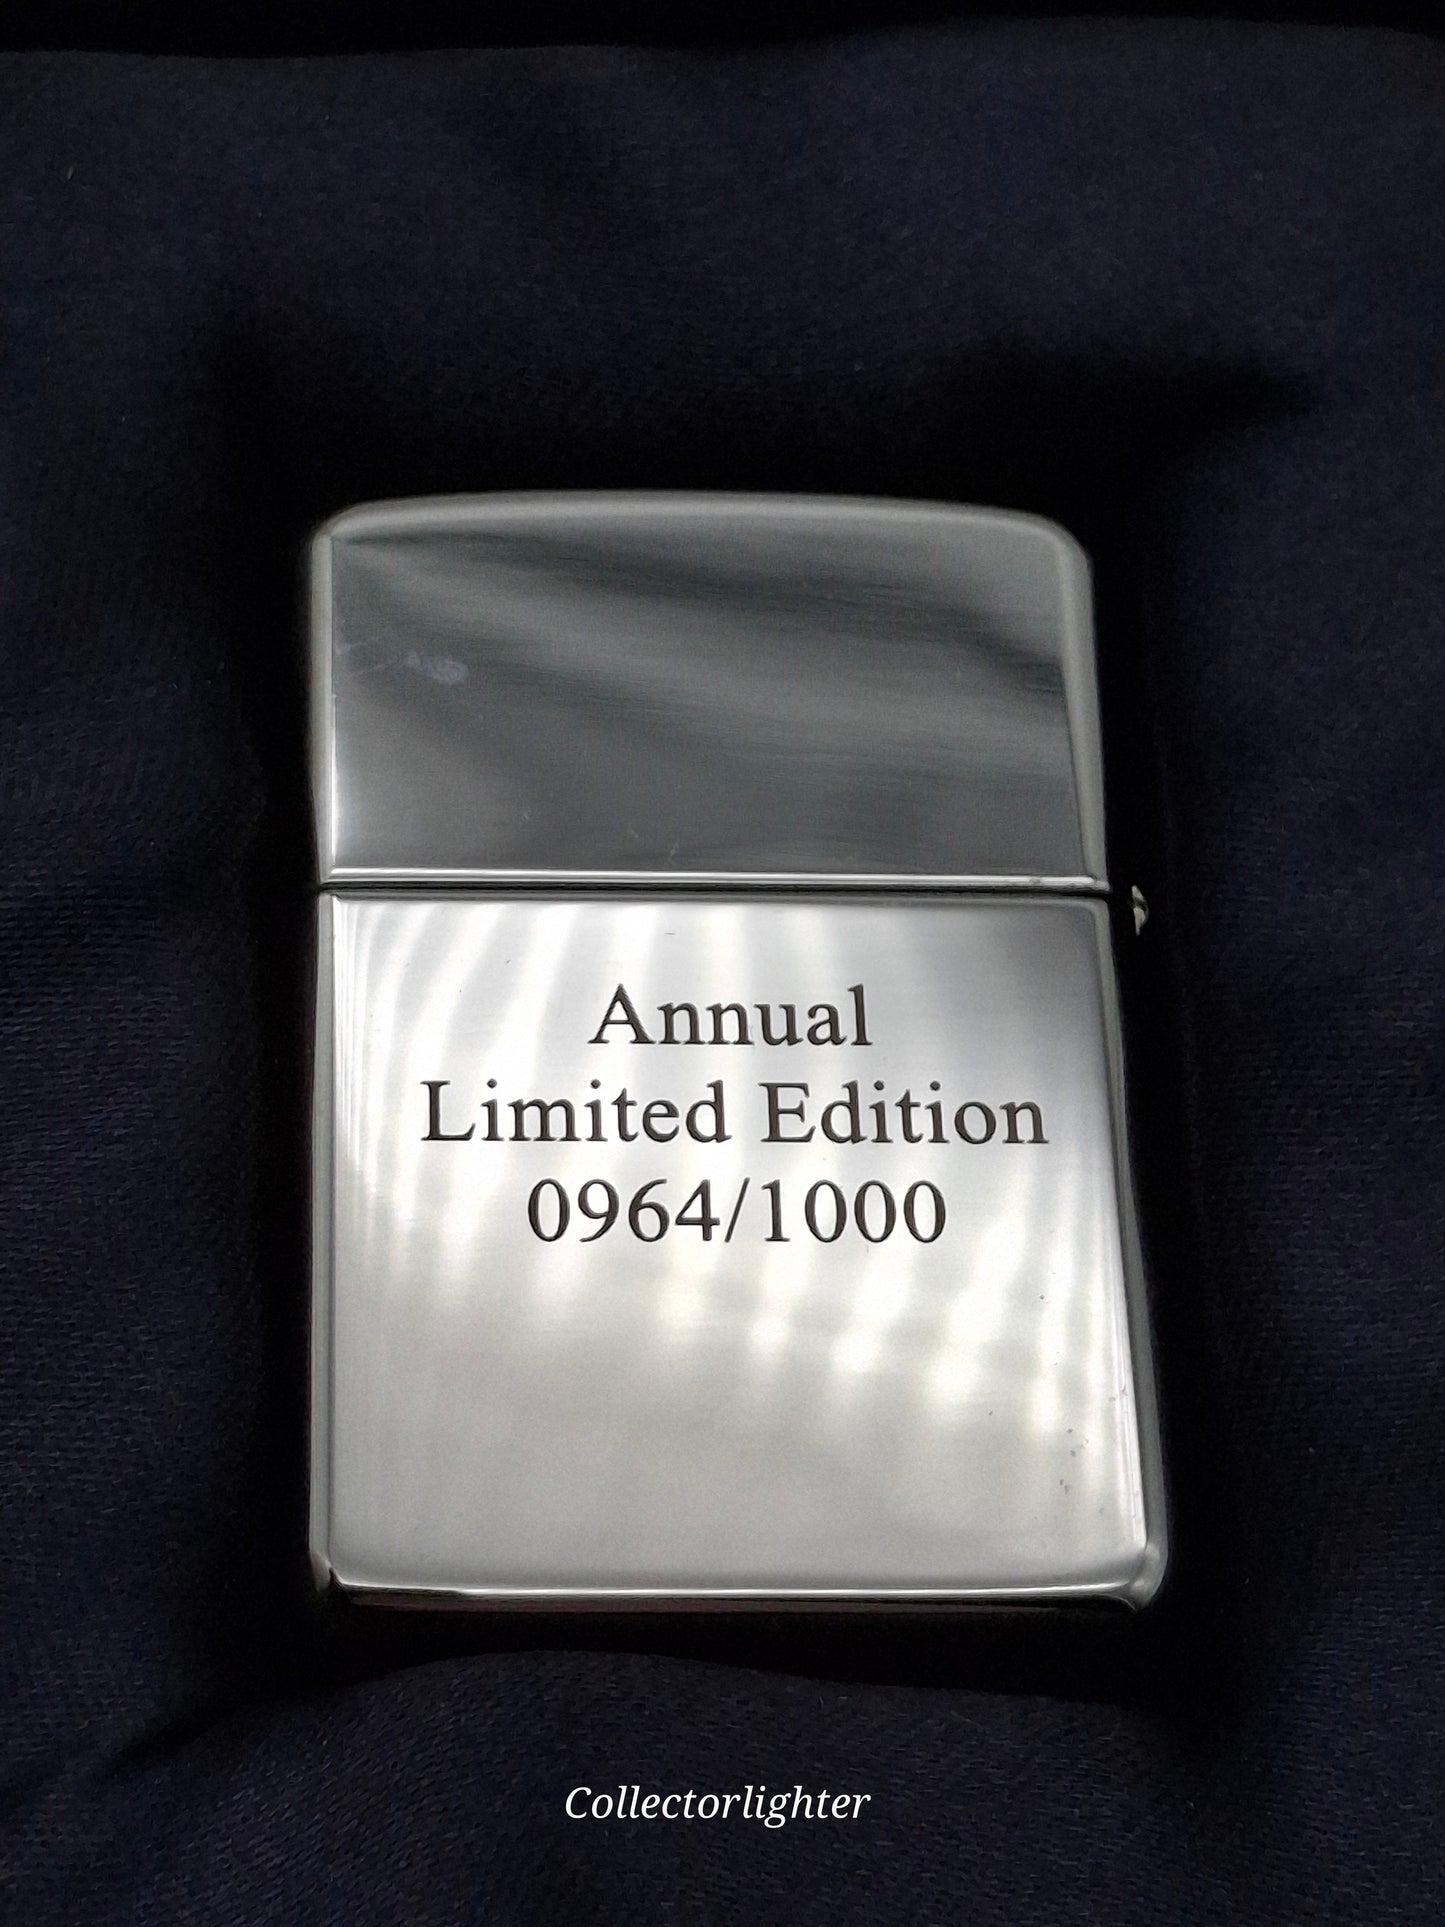 Annual
Limited Edition
0964/1000
Collectorlighter